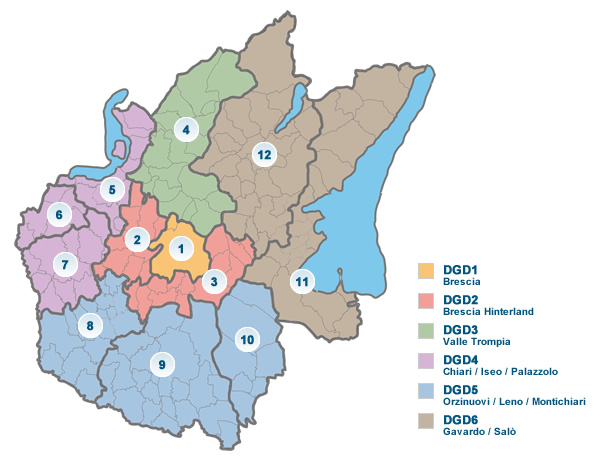 4
12
5
6
2
1
7
3
11
8
10
9
DGD1
Brescia
DGD2
Brescia Hinterland
DGD3
Valle Trompia
DGD4
Chiari / Iseo / Palazzolo
DGD5
Orzinuovi / Leno / Montichiari
DGD6
Gavardo / Salò